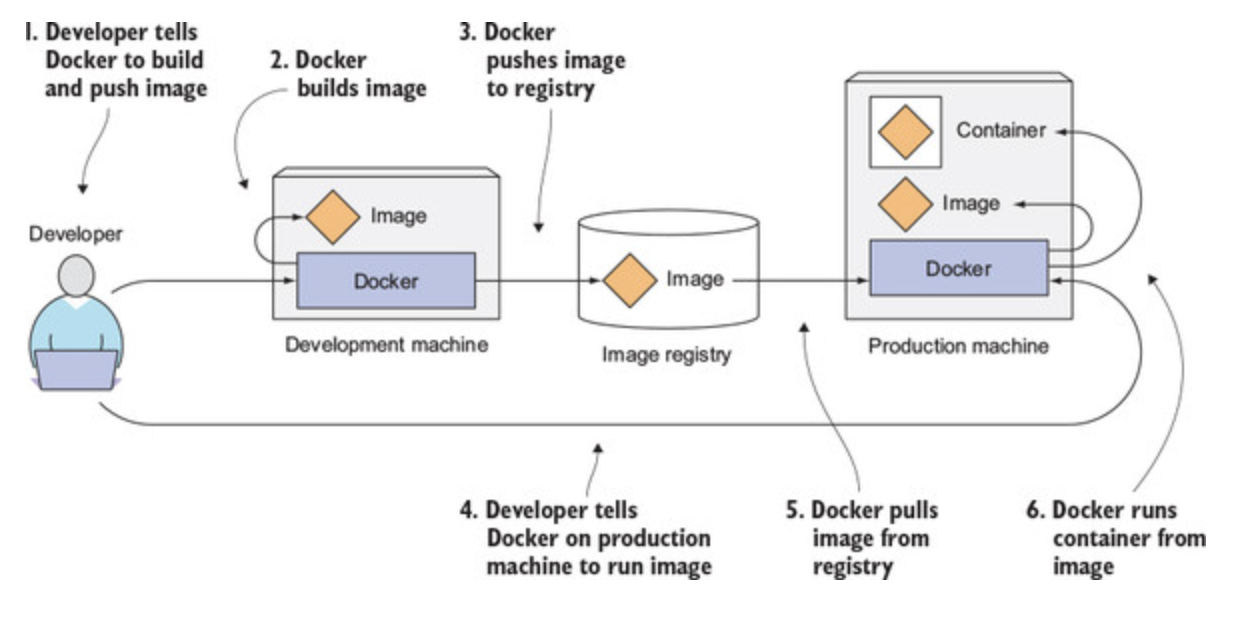 1. Developer tells
Docker to build
and push image
2. Docker
builds image
3. Docker
pushes image
to registry
Developer
Image
Docker
Development machine
Image
Image registry
Container
Image
Docker
Production machine
4. Developer tells
Docker on production
machine to run image
5. Docker pulls
image from
registry
6. Docker runs
container from
image